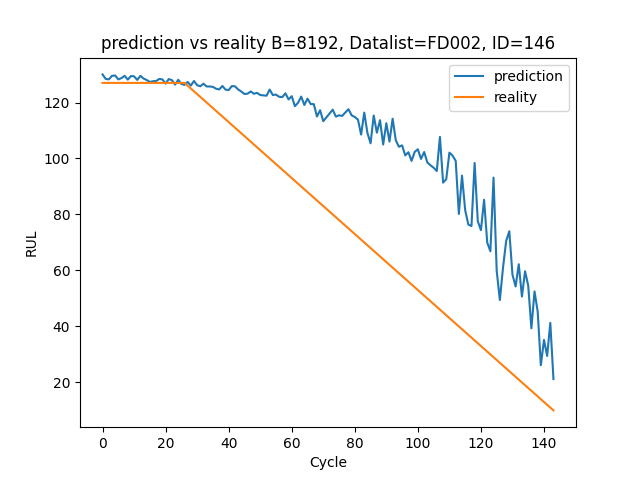 prediction vs reality B=8192, Datalist=FD002, ID=146
prediction
reality
120
100
80
60
40
20
RUL
0 20 40 60 80 100 120 140
Cycle